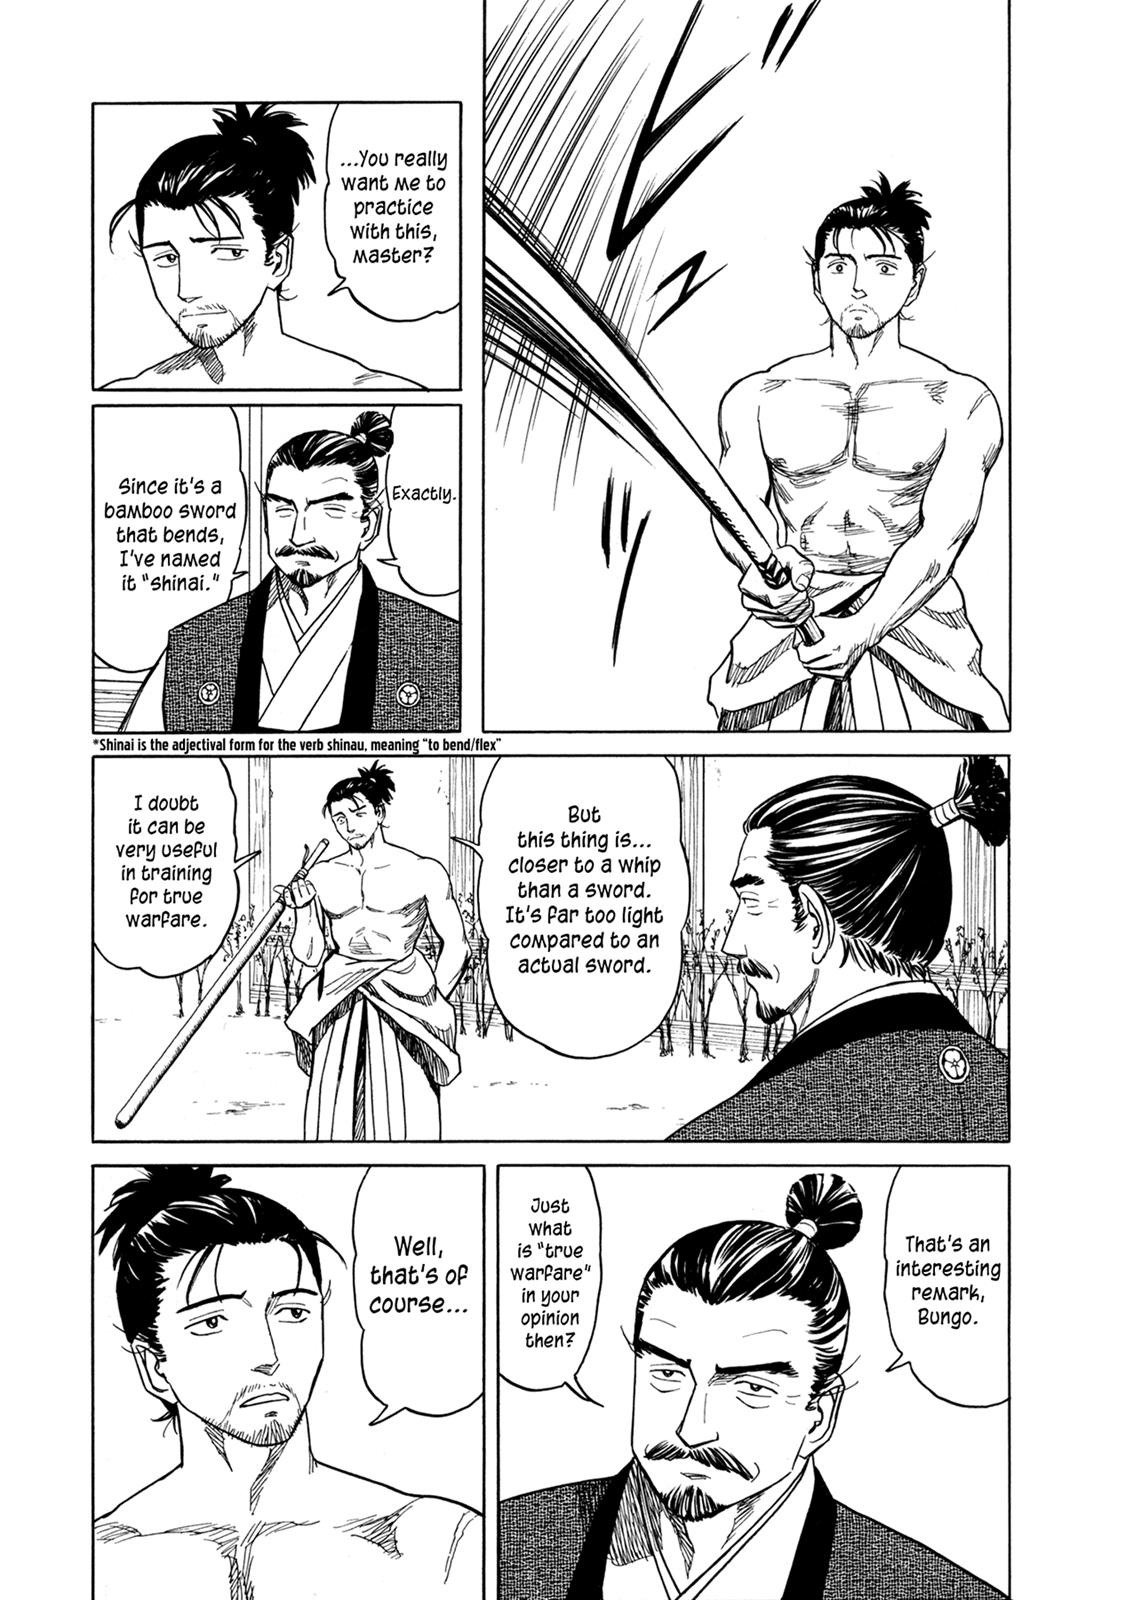 ...You really
want me to
practice
with this,
Master?
Exactly.
Since it's a
bamboo sword
that bends,
I've named
it "shinai."
*Shinai is the adjectival form for the verb shinau, meaning "to bend/flex"
But
this thing is...
closer to a whip
than a sword.
It's far too light
compared to an
actual sword.
I doubt
it can be
very useful
in training
for true
warfare.
That's an
interesting
remark,
Bungo.
Just
what
is "true
warfare"
in your
opinion
then?
Well,
that's of
course...